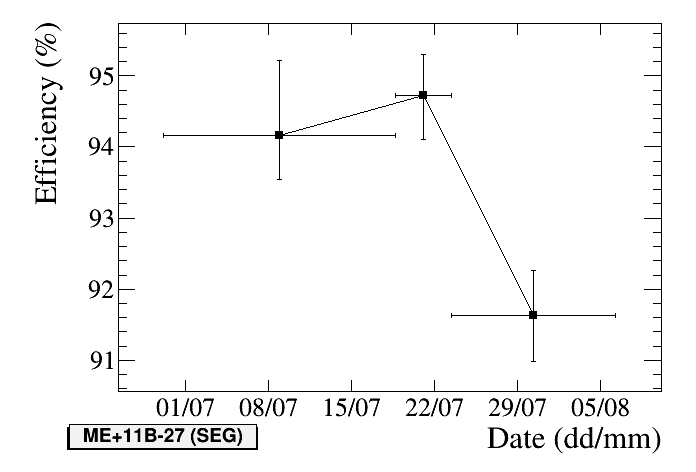 Efficiency (%)
95
94
93
92
91
01/07 08/07 15/07 22/07 29/07 05/08
ME+11B-27 (SEG)
Date (dd/mm)